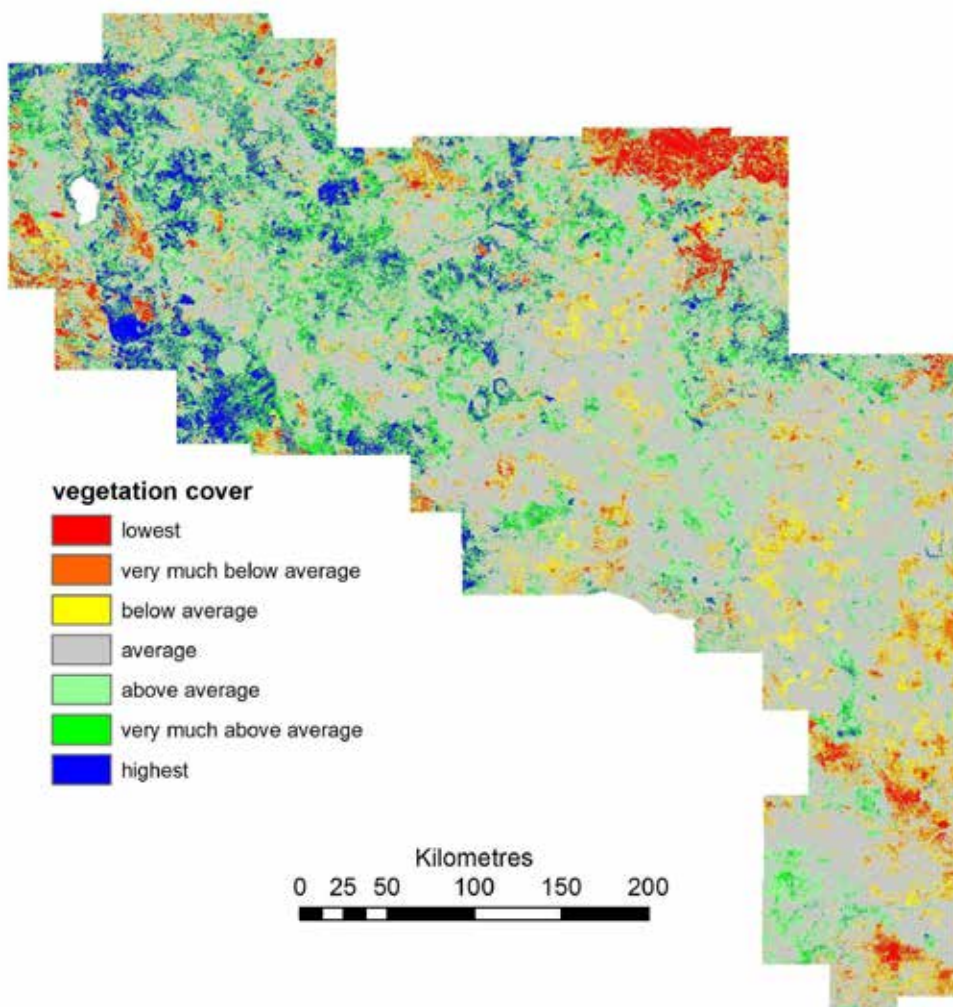 vegetation cover
lowest
very much below average
below average
average
above average
very much above average
highest
Kilometres
0 25 50 100 150 200